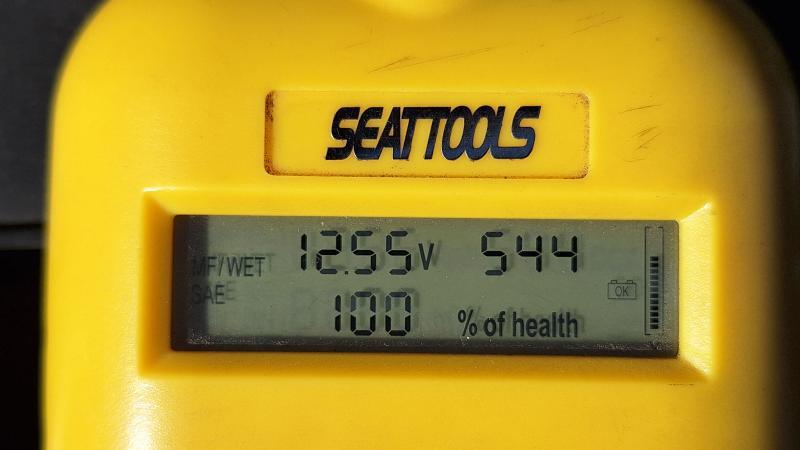 SEATTOOLS
MF/WET 12.55V 544
SAE OK
100 % of health